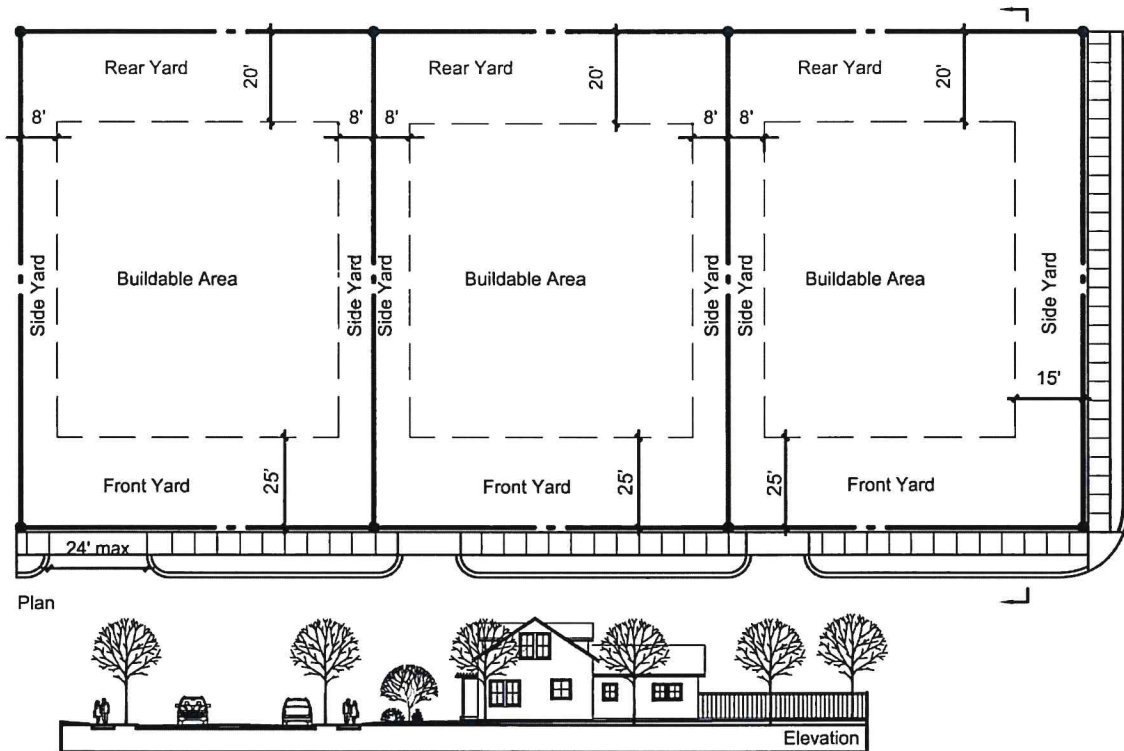 Rear Yard
20'
Rear Yard
20'
Rear Yard
20'
8'
8'
8'
8'
8'
Side Yard
Buildable Area
Side Yard
Side Yard
Buildable Area
Side Yard
Side Yard
Buildable Area
Side Yard
15'
Front Yard
25'
Front Yard
25'
25'
Front Yard
24' max
Plan
Elevation